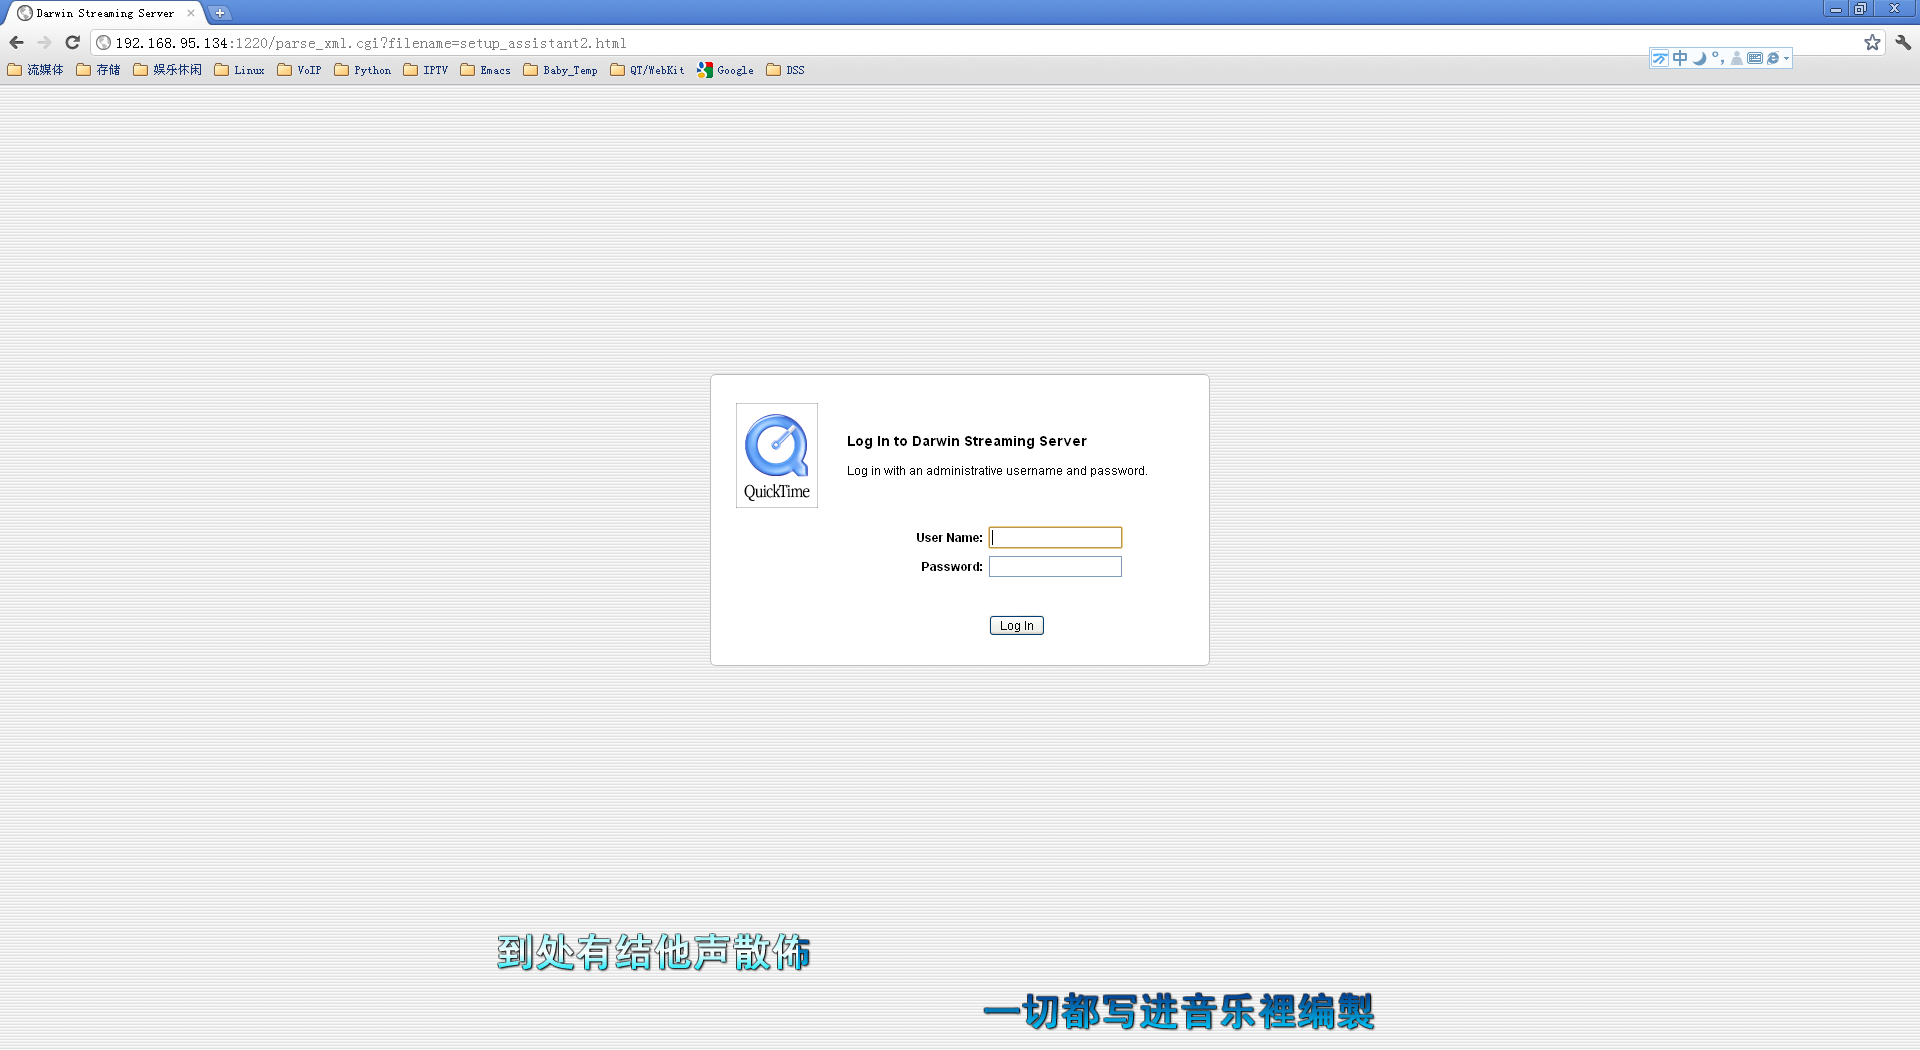 Darwin Streaming Server
192.168.95.134:1220/parse_xml.cgi?filename=setup_assistant2.html
流媒体 存储 娱乐休闲 Linux VoIP Python IPTV Emacs Baby_Temp QT/WebKit Google DSS
中
QuickTime
Log In to Darwin Streaming Server
Log in with an administrative username and password.
User Name:
Password:
Log In
到处有结他声散佈
一切都写进音乐裡编製